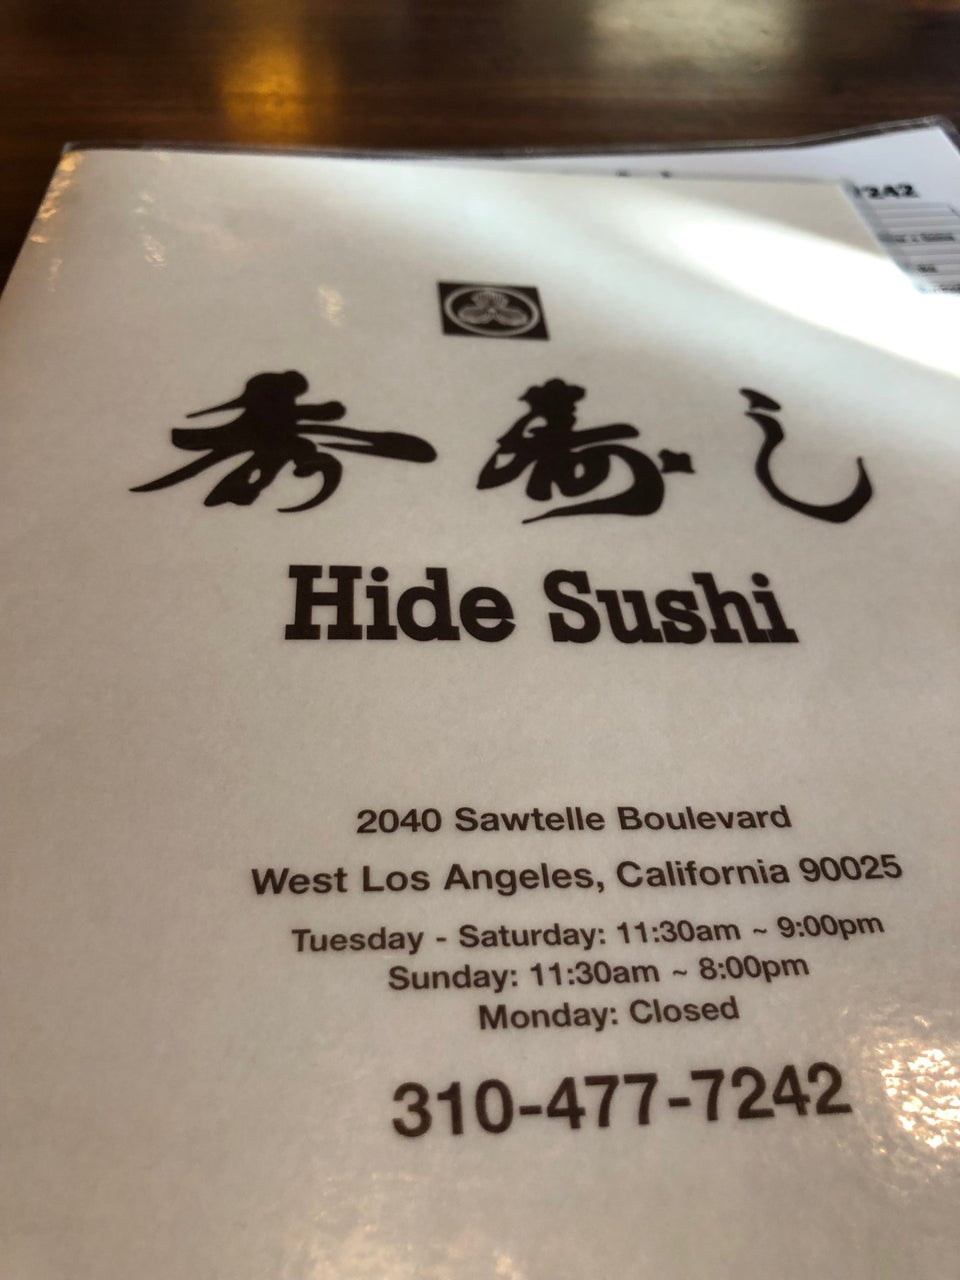 7242
秀寿し
Hide Sushi
2040 Sawtelle Boulevard
West Los Angeles, California 90025
Tuesday - Saturday: 11:30am ~ 9:00pm
Sunday: 11:30am ~ 8:00pm
Monday: Closed
310-477-7242